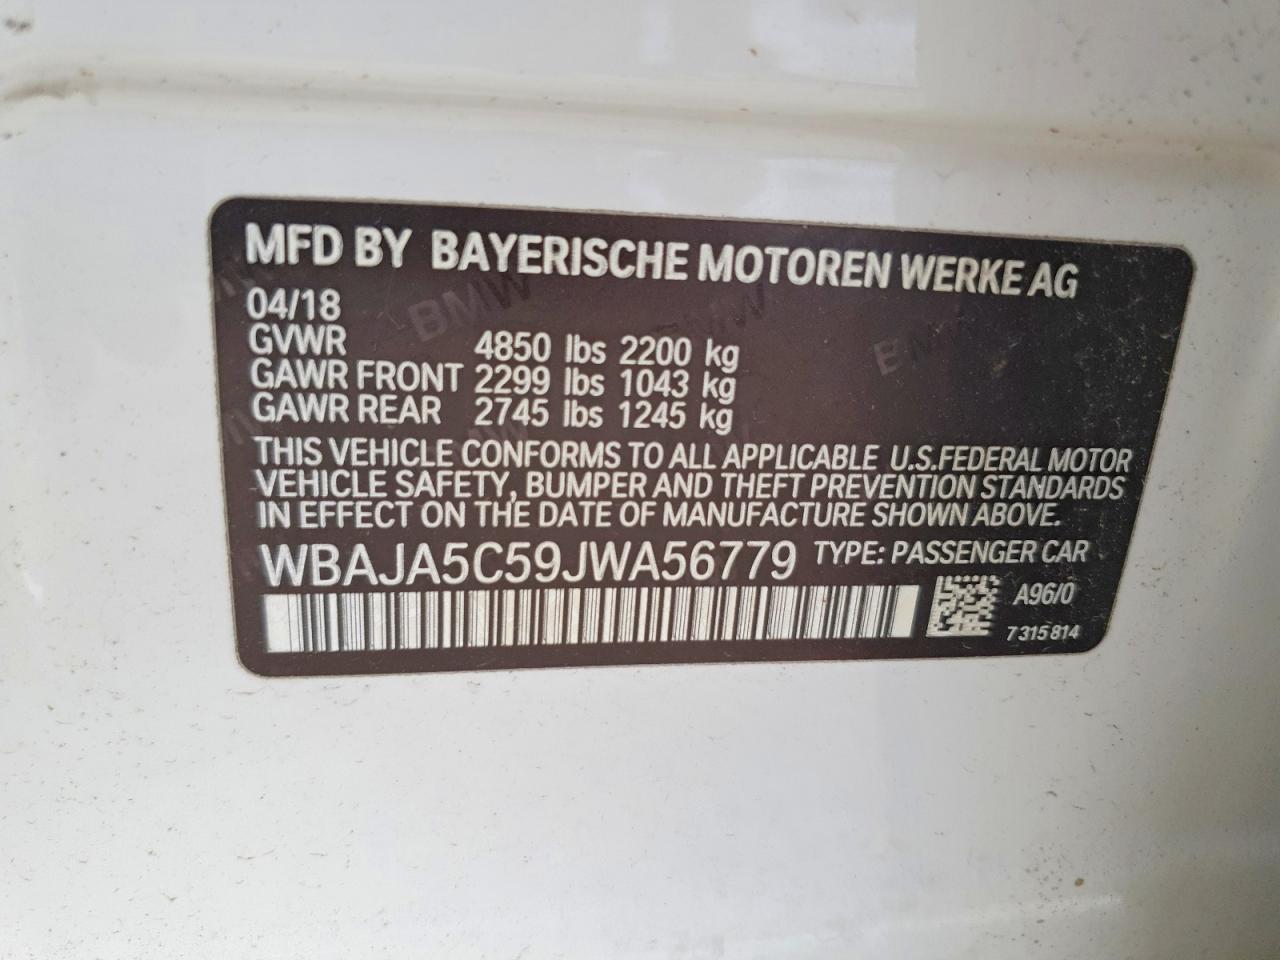 MFD BY BAYERISCHE MOTOREN WERKE AG
04/18
GVWR 4850 lbs 2200 kg
GAWR FRONT 2299 lbs 1043 kg
GAWR REAR 2745 lbs 1245 kg
THIS VEHICLE CONFORMS TO ALL APPLICABLE U.S.FEDERAL MOTOR
VEHICLE SAFETY, BUMPER AND THEFT PREVENTION STANDARDS
IN EFFECT ON THE DATE OF MANUFACTURE SHOWN ABOVE.
WBAJA5C59JWA56779 TYPE: PASSENGER CAR
A96/0
7 315 814
BMW
BMW
BMW